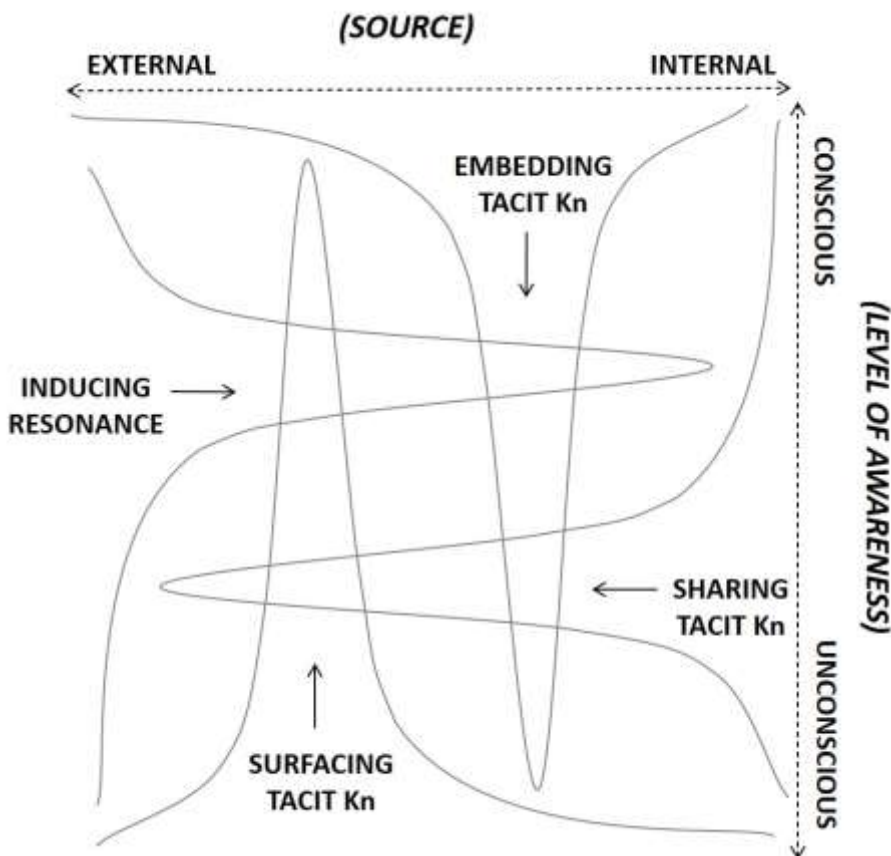 (SOURCE)
EXTERNAL
INTERNAL
EMBEDDING
TACIT Kn
CONSCIOUS
(LEVEL OF AWARENESS)
INDUCING
RESONANCE
SHARING
TACIT Kn
UNCONSCIOUS
SURFACING
TACIT Kn